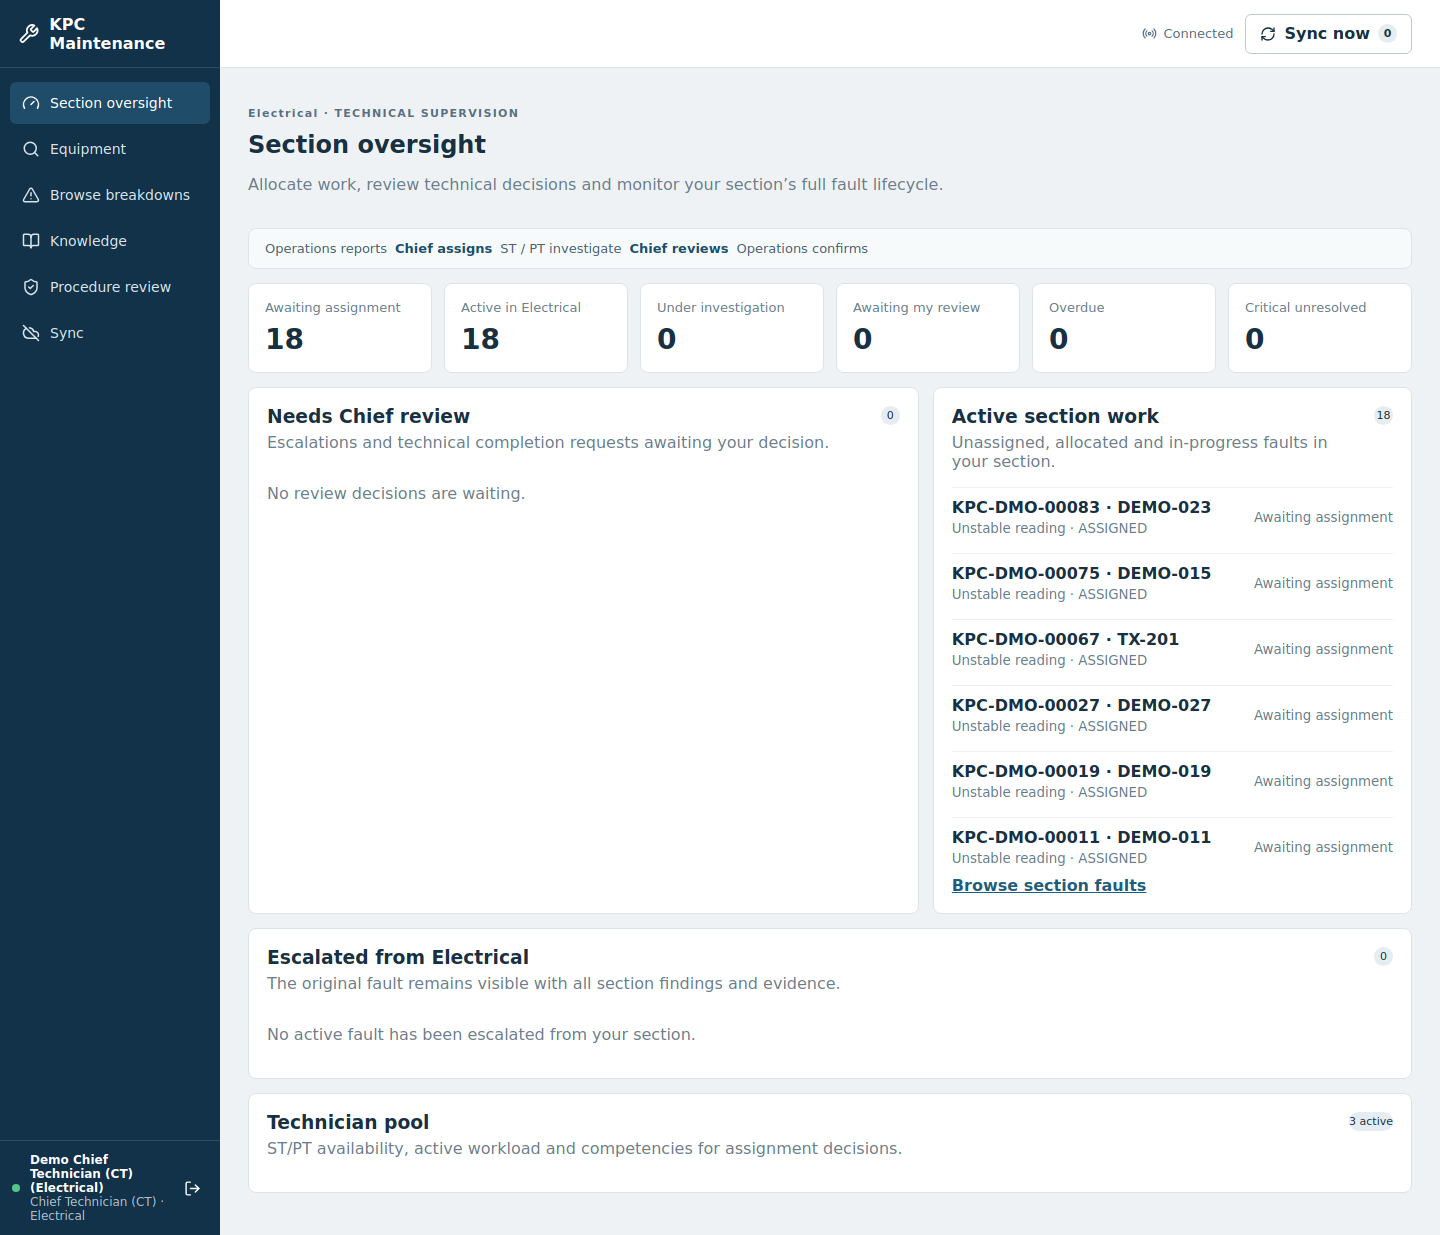 KPC
Maintenance
Connected
Sync now 0
Section oversight
Equipment
Browse breakdowns
Knowledge
Procedure review
Sync
Electrical · TECHNICAL SUPERVISION
Section oversight
Allocate work, review technical decisions and monitor your section’s full fault lifecycle.
Operations reports Chief assigns ST / PT investigate Chief reviews Operations confirms
Awaiting assignment
18
Active in Electrical
18
Under investigation
0
Awaiting my review
0
Overdue
0
Critical unresolved
0
Needs Chief review 0
Escalations and technical completion requests awaiting your decision.
No review decisions are waiting.
Active section work 18
Unassigned, allocated and in-progress faults in
your section.
KPC-DMO-00083 · DEMO-023
Unstable reading · ASSIGNED
Awaiting assignment
KPC-DMO-00075 · DEMO-015
Unstable reading · ASSIGNED
Awaiting assignment
KPC-DMO-00067 · TX-201
Unstable reading · ASSIGNED
Awaiting assignment
KPC-DMO-00027 · DEMO-027
Unstable reading · ASSIGNED
Awaiting assignment
KPC-DMO-00019 · DEMO-019
Unstable reading · ASSIGNED
Awaiting assignment
KPC-DMO-00011 · DEMO-011
Unstable reading · ASSIGNED
Awaiting assignment
Browse section faults
Escalated from Electrical 0
The original fault remains visible with all section findings and evidence.
No active fault has been escalated from your section.
Technician pool 3 active
ST/PT availability, active workload and competencies for assignment decisions.
Demo Chief
Technician (CT)
(Electrical)
Chief Technician (CT) ·
Electrical